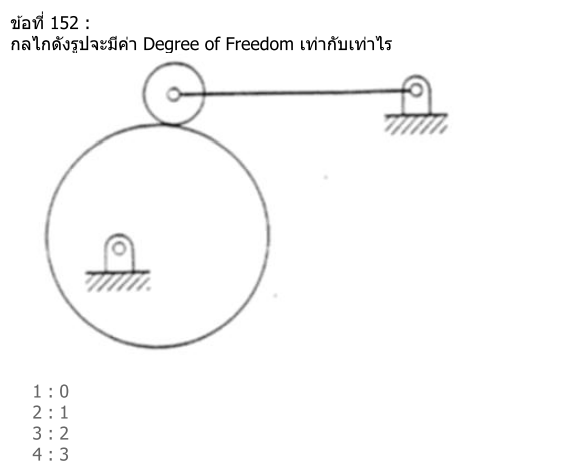 ข้อที่ 152 :
กลไกดังรูปจะมีค่า Degree of Freedom เท่ากับเท่าไร
1 : 0
2 : 1
3 : 2
4 : 3